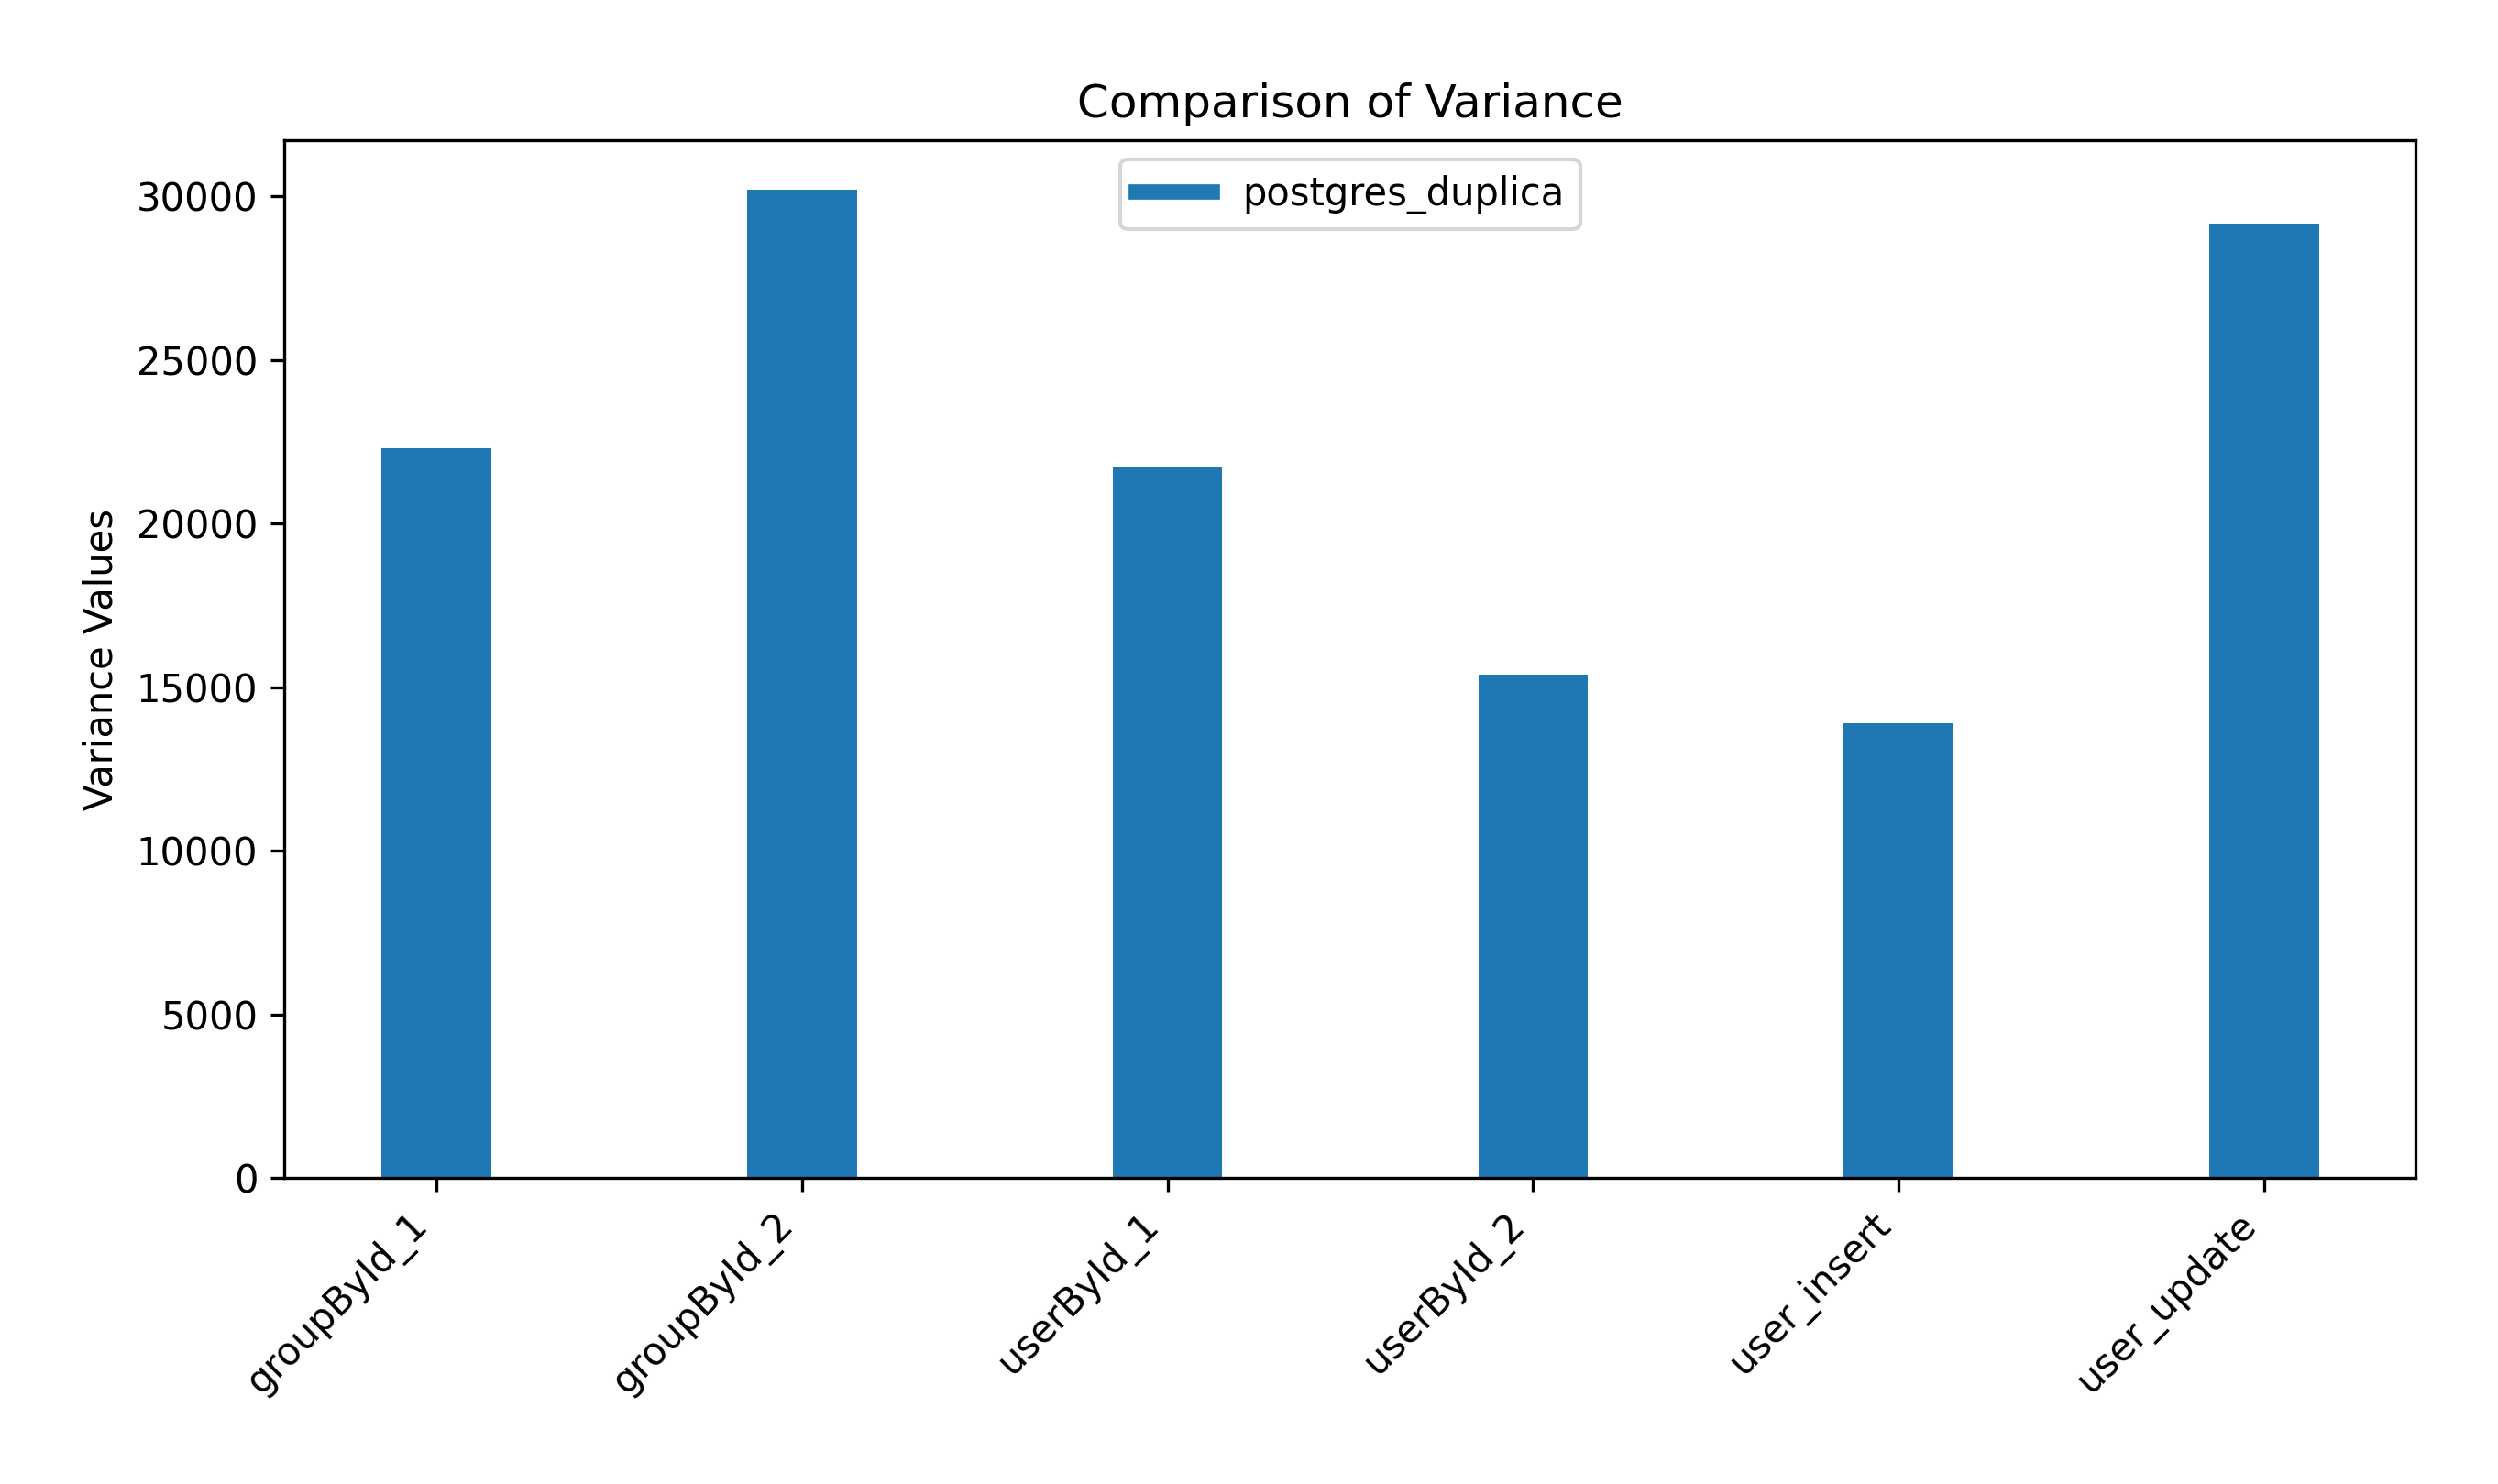 Comparison of Variance
postgres_duplica
Variance Values
30000
25000
20000
15000
10000
5000
0
groupById_1
groupById_2
userById_1
userById_2
user_insert
user_update